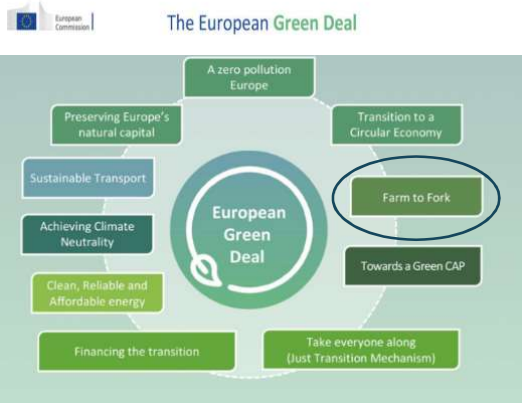 European
Commission
The European Green Deal
A zero pollution
Europe
Preserving Europe's
natural capital
Transition to a
Circular Economy
Sustainable Transport
Farm to Fork
European
Green
Deal
Achieving Climate
Neutrality
Towards a Green CAP
Clean, Reliable and
Affordable energy
Financing the transition
Take everyone along
(Just Transition Mechanism)